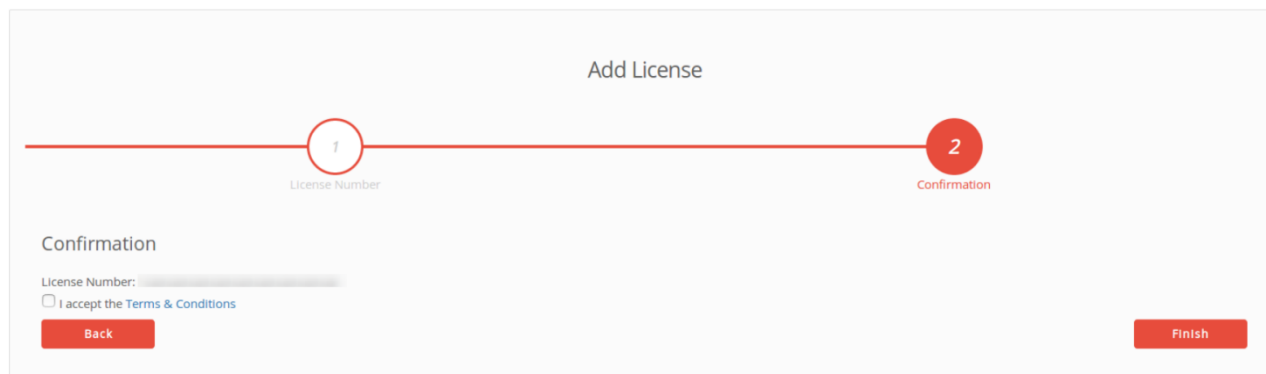 Add License
1
2
License Number
Confirmation
Confirmation
License Number:
I accept the Terms & Conditions
Back
Finish